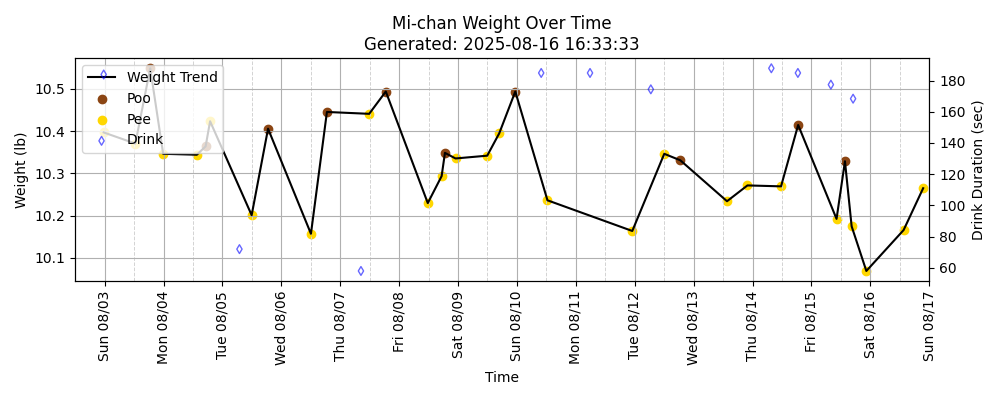 Mi-chan Weight Over Time
Generated: 2025-08-16 16:33:33
Weight Trend
Poo
Pee
Drink
Weight (lb)
10.5
10.4
10.3
10.2
10.1
180
160
140
120
100
80
60
Drink Duration (sec)
Sun 08/03
Mon 08/04
Tue 08/05
Wed 08/06
Thu 08/07
Fri 08/08
Sat 08/09
Sun 08/10
Mon 08/11
Tue 08/12
Wed 08/13
Thu 08/14
Fri 08/15
Sat 08/16
Sun 08/17
Time